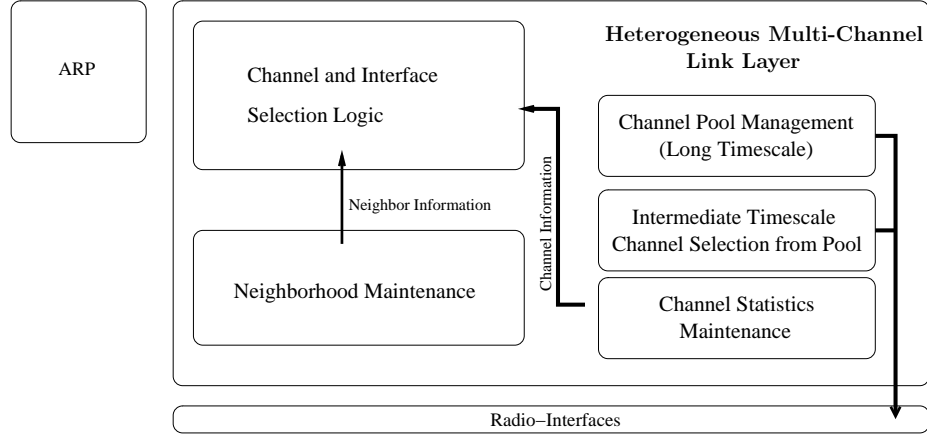 ARP
Heterogeneous Multi-Channel
Link Layer
Channel and Interface
Selection Logic
Channel Pool Management
(Long Timescale)
Neighbor Information
Channel Information
Intermediate Timescale
Channel Selection from Pool
Neighborhood Maintenance
Channel Statistics
Maintenance
Radio−Interfaces